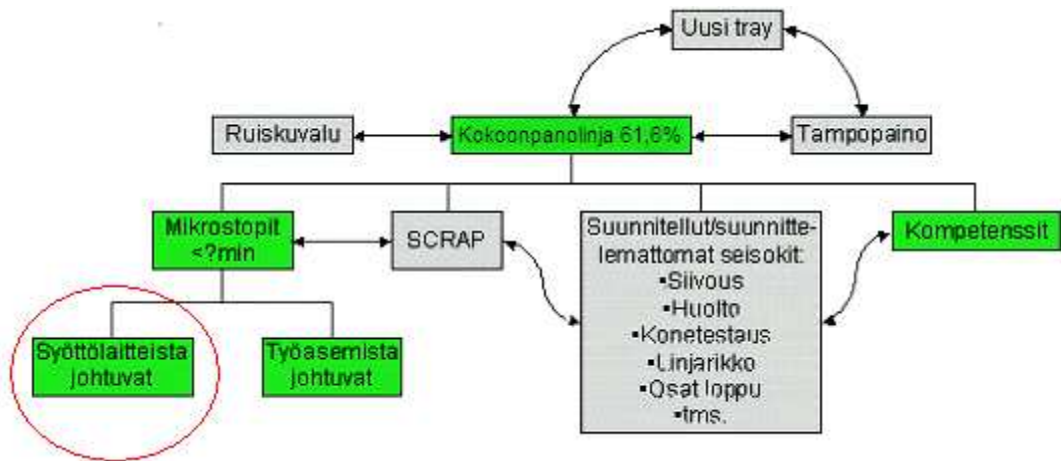 Uusi tray
Ruiskuvalu
Kokoonpanolinja 61,6%
Tampopaino
Mikrostopit
<?min
SCRAP
Suunnitellut/suunnitte-
lemattomat seisokit:
▪Siivous
▪Huolto
▪Konetestaus
▪Linjarikko
▪Osat loppu
▪tms.
Kompetenssit
Syöttölaitteista
johtuvat
Työasemista
johtuvat